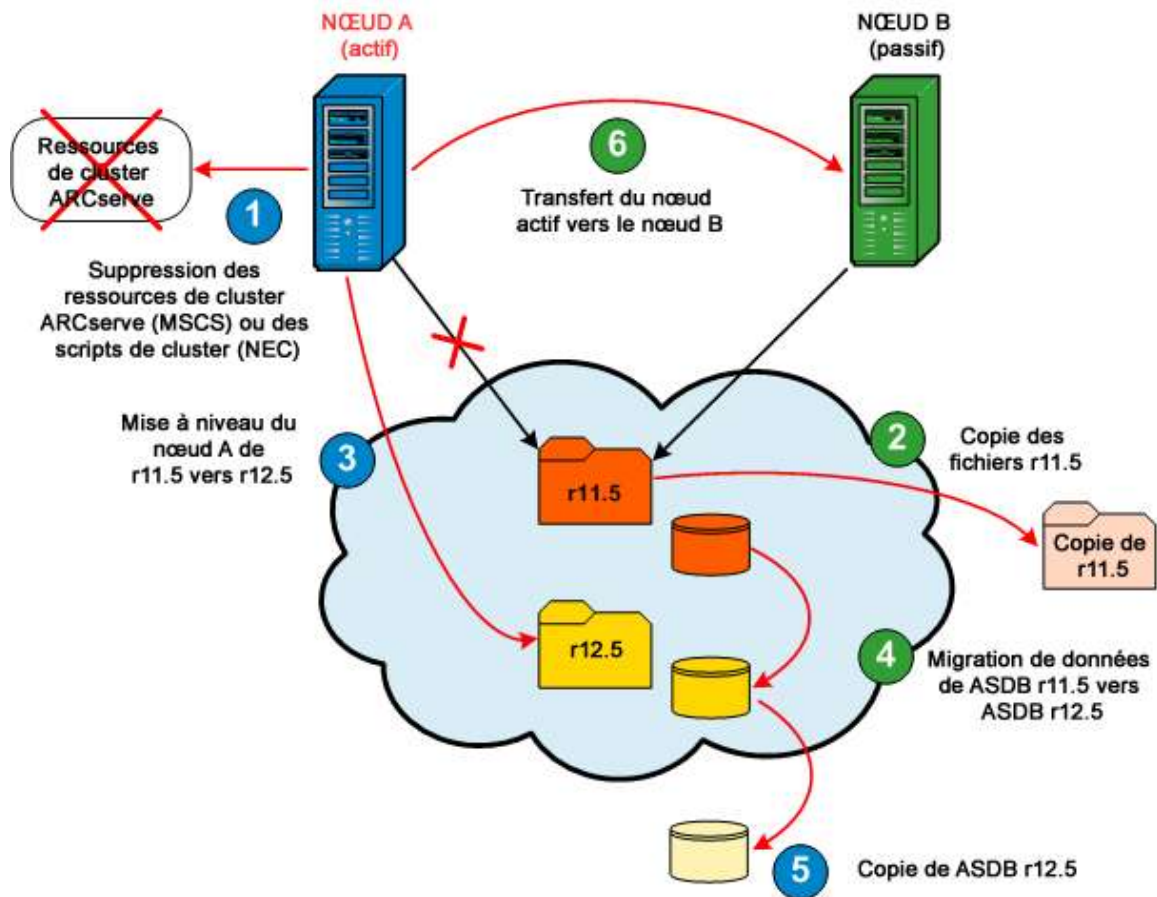 NŒUD A
(actif)
NŒUD B
(passif)
Ressources
de cluster
ARCserve
1
Suppression des
ressources de cluster
ARCserve (MSCS) ou des
scripts de cluster (NEC)
6
Transfert du nœud
actif vers le nœud B
Mise à niveau du
nœud A de
r11.5 vers r12.5
3
2
Copie des
fichiers r11.5
r11.5
Copie de
r11.5
r12.5
4
Migration de données
de ASDB r11.5 vers
ASDB r12.5
5
Copie de ASDB r12.5